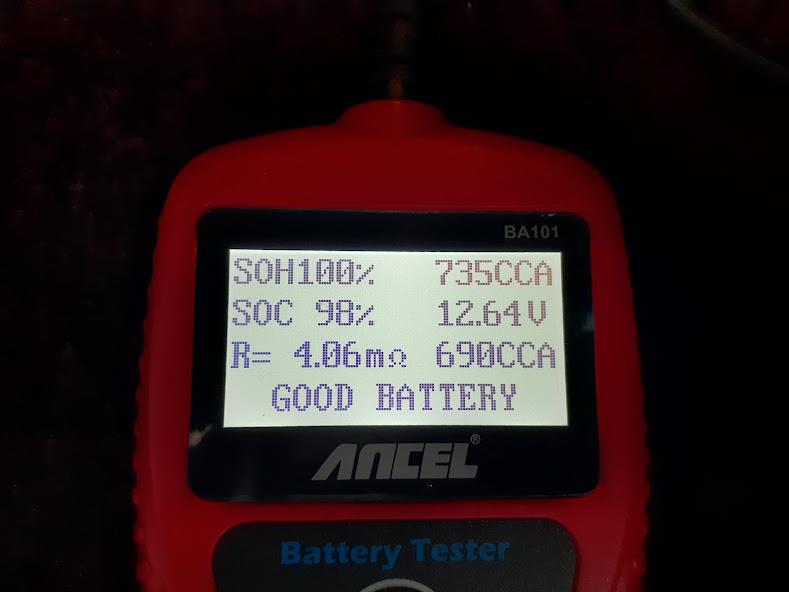 BA101
SOH100% 735CCA
SOC 98% 12.64V
R= 4.06mΩ 690CCA
GOOD BATTERY
ANCEL®
Battery Tester